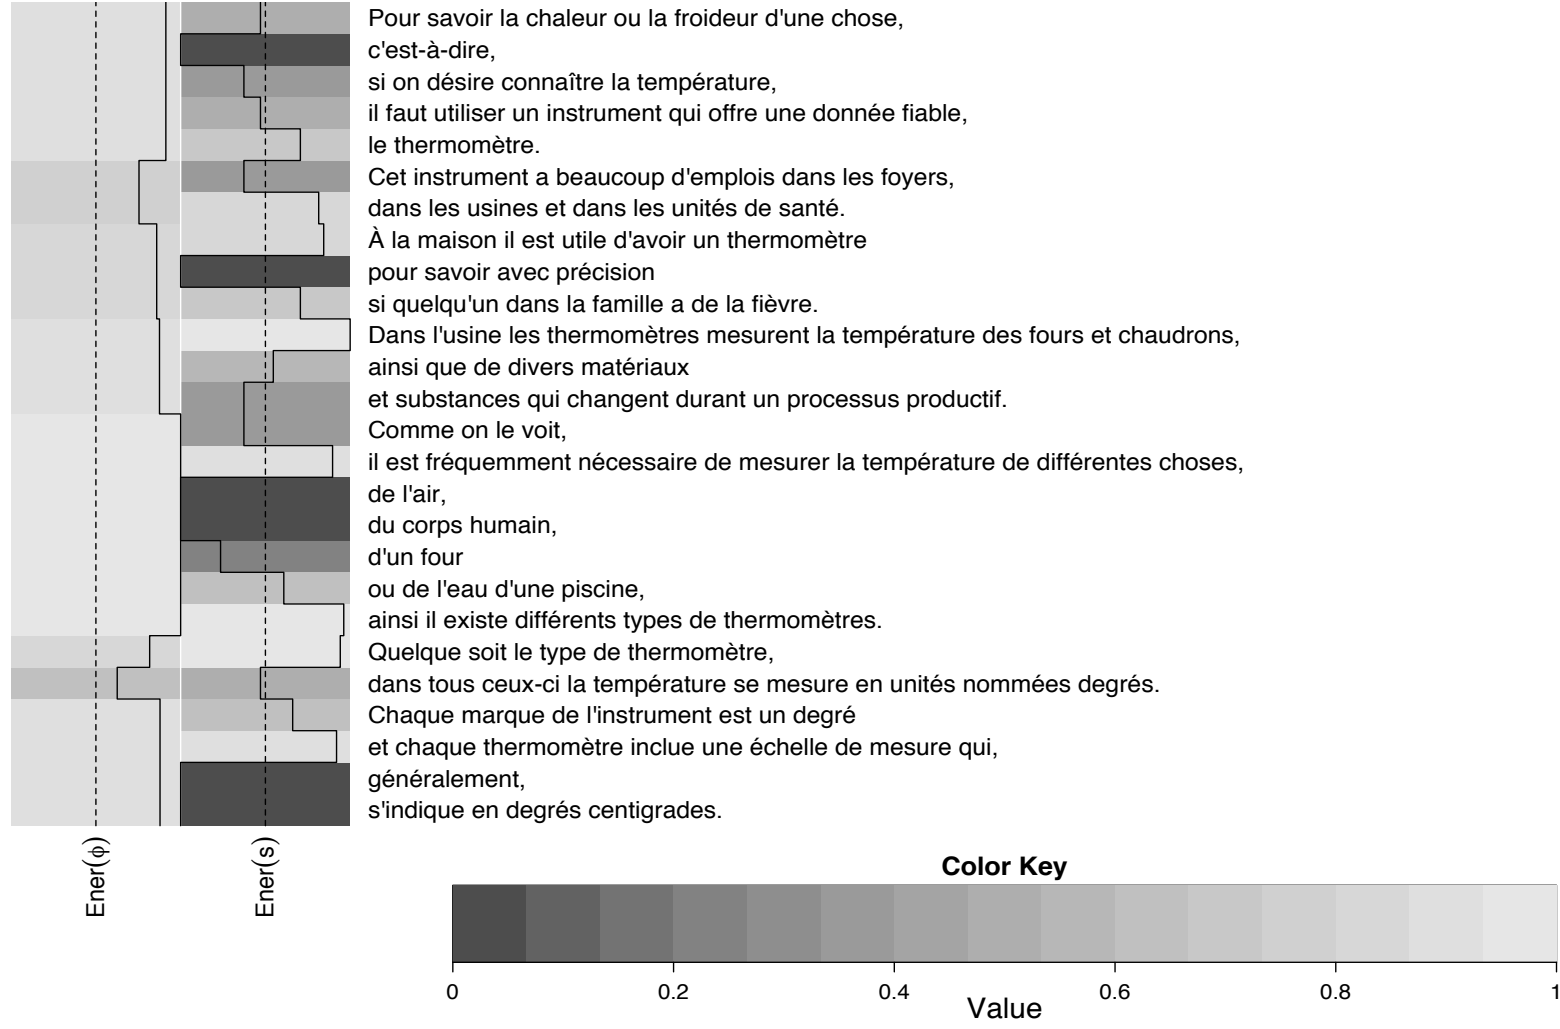 Pour savoir la chaleur ou la froideur d'une chose,
c'est-à-dire,
si on désire connaître la température,
il faut utiliser un instrument qui offre une donnée fiable,
le thermomètre.
Cet instrument a beaucoup d'emplois dans les foyers,
dans les usines et dans les unités de santé.
À la maison il est utile d'avoir un thermomètre
pour savoir avec précision
si quelqu'un dans la famille a de la fièvre.
Dans l'usine les thermomètres mesurent la température des fours et chaudrons,
ainsi que de divers matériaux
et substances qui changent durant un processus productif.
Comme on le voit,
il est fréquemment nécessaire de mesurer la température de différentes choses,
de l'air,
du corps humain,
d'un four
ou de l'eau d'une piscine,
ainsi il existe différents types de thermomètres.
Quelque soit le type de thermomètre,
dans tous ceux-ci la température se mesure en unités nommées degrés.
Chaque marque de l'instrument est un degré
et chaque thermomètre inclue une échelle de mesure qui,
généralement,
s'indique en degrés centigrades.
Ener(ϕ)
Ener(s)
Color Key
0 0.2 0.4 0.6 0.8 1
Value